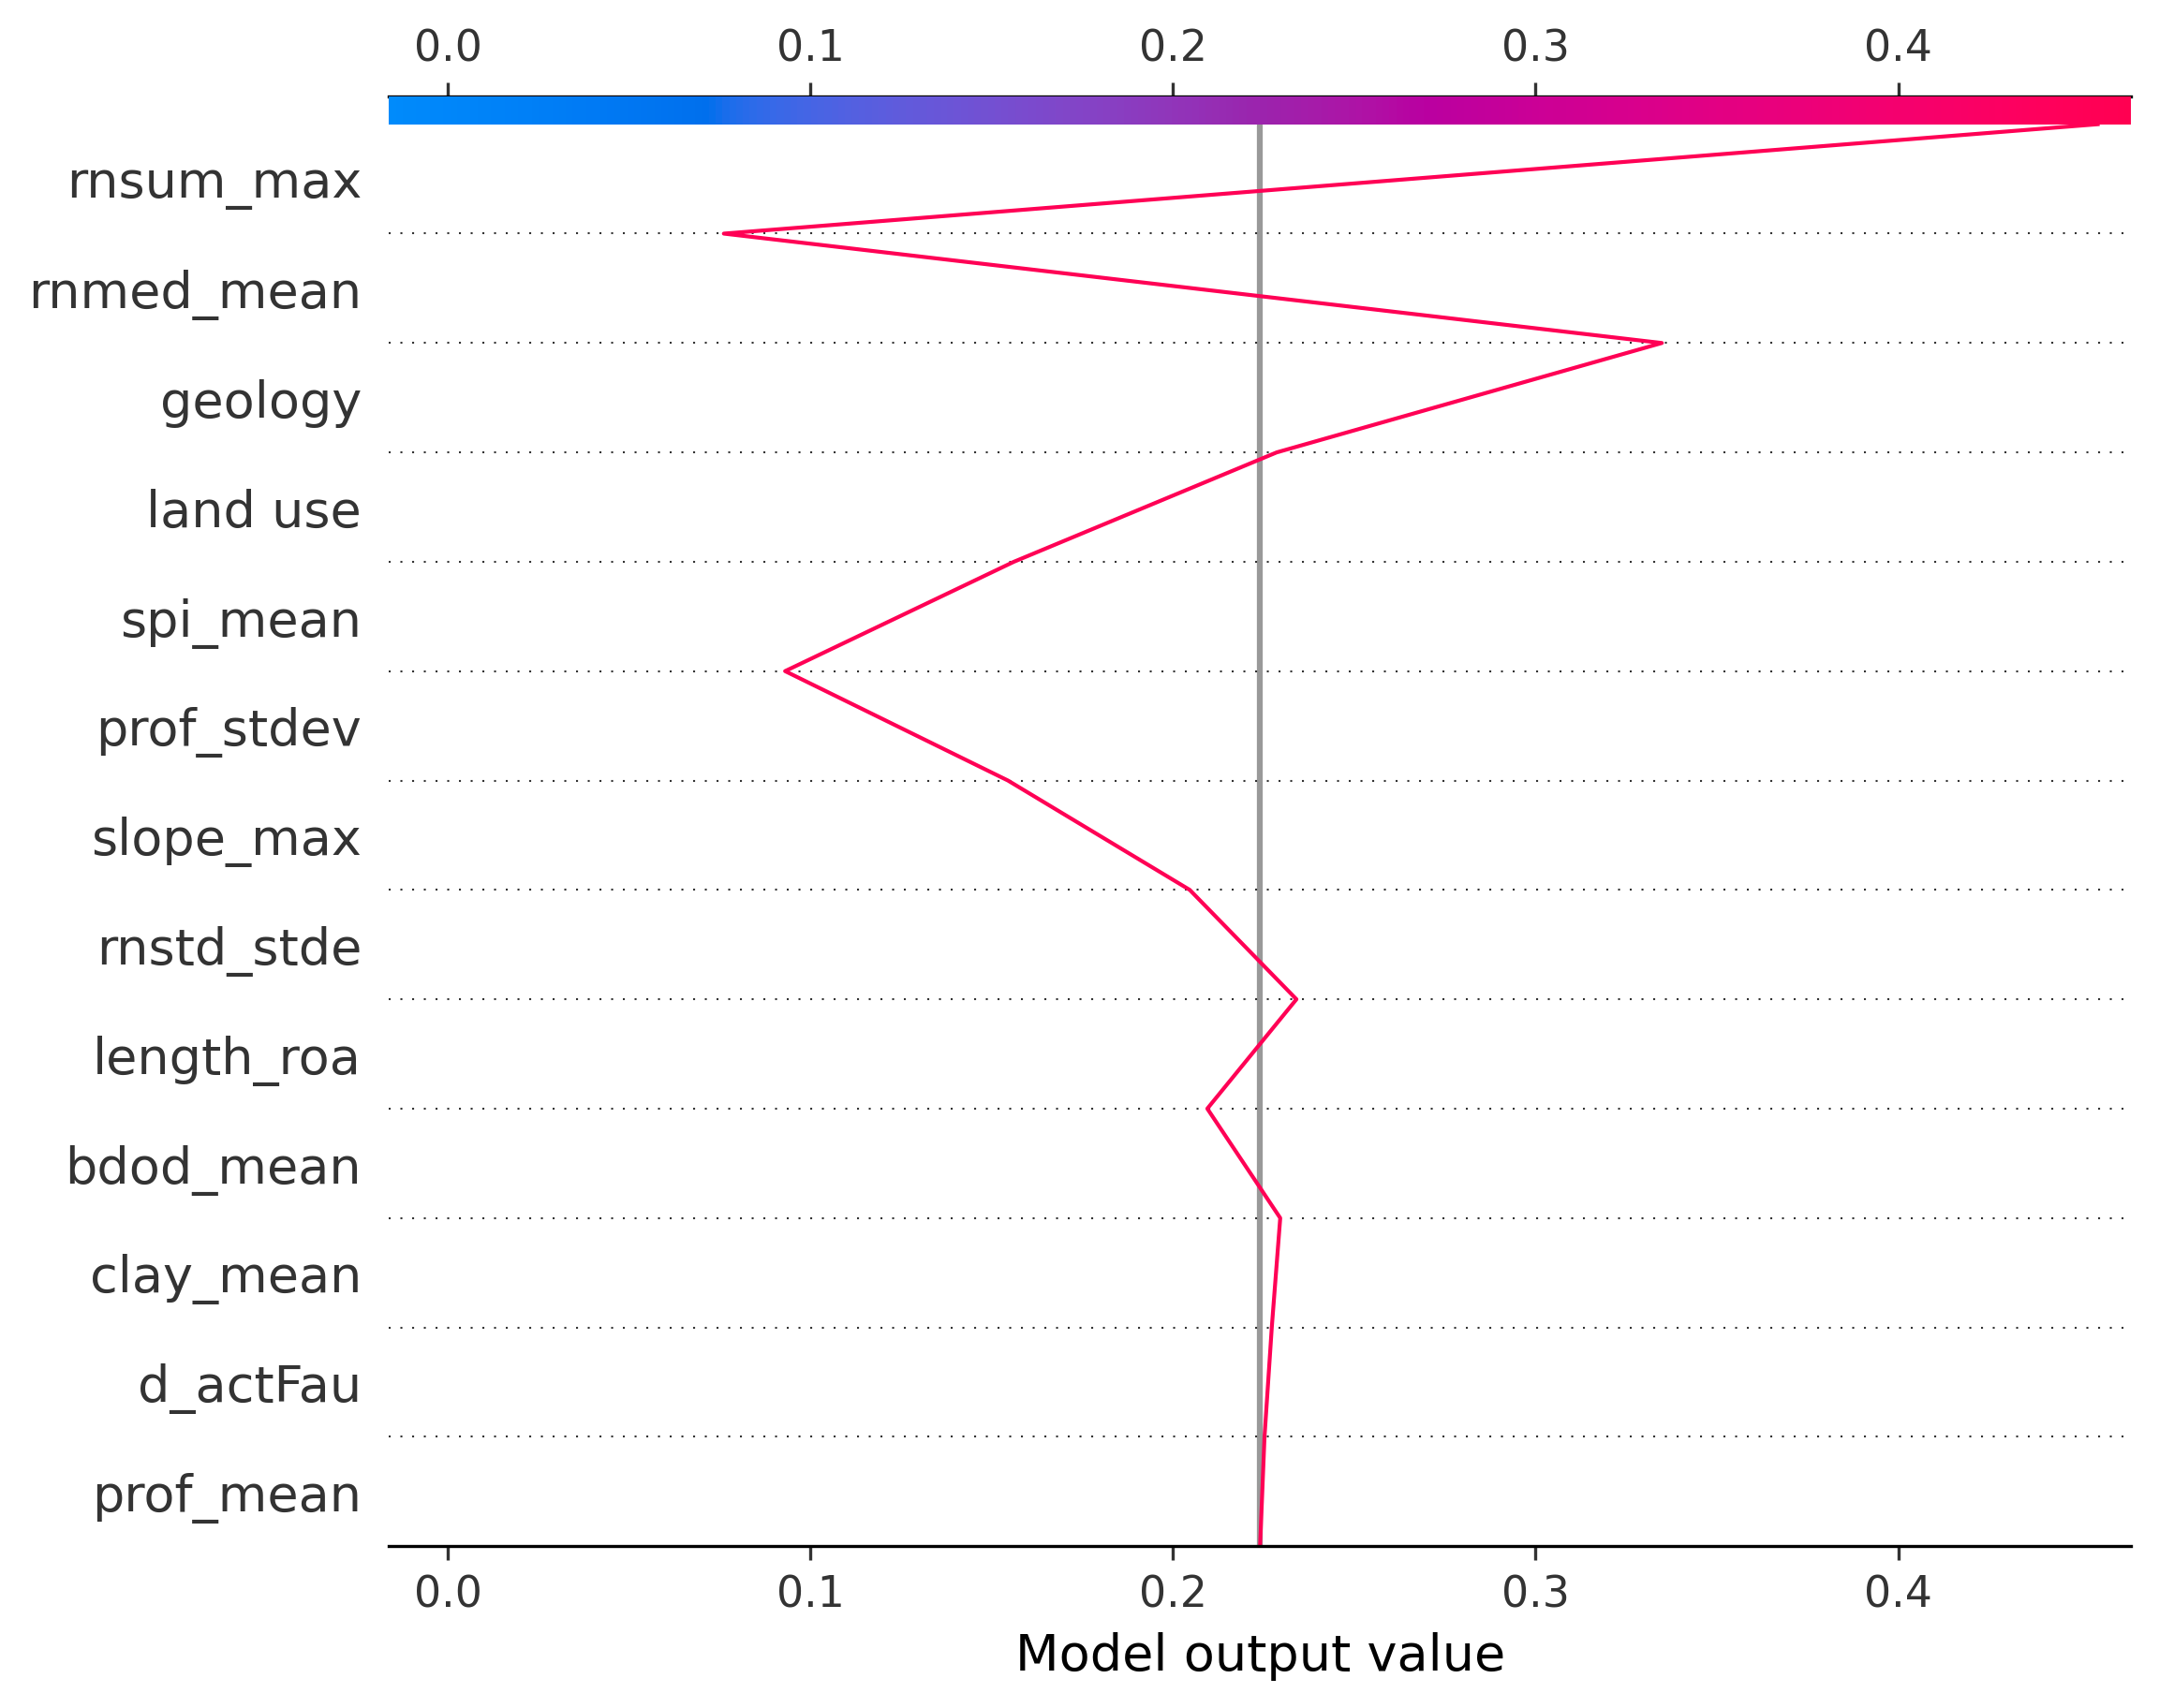 0.0 0.1 0.2 0.3 0.4
rnsum_max
rnmed_mean
geology
land use
spi_mean
prof_stdev
slope_max
rnstd_stde
length_roa
bdod_mean
clay_mean
d_actFau
prof_mean
0.0 0.1 0.2 0.3 0.4
Model output value